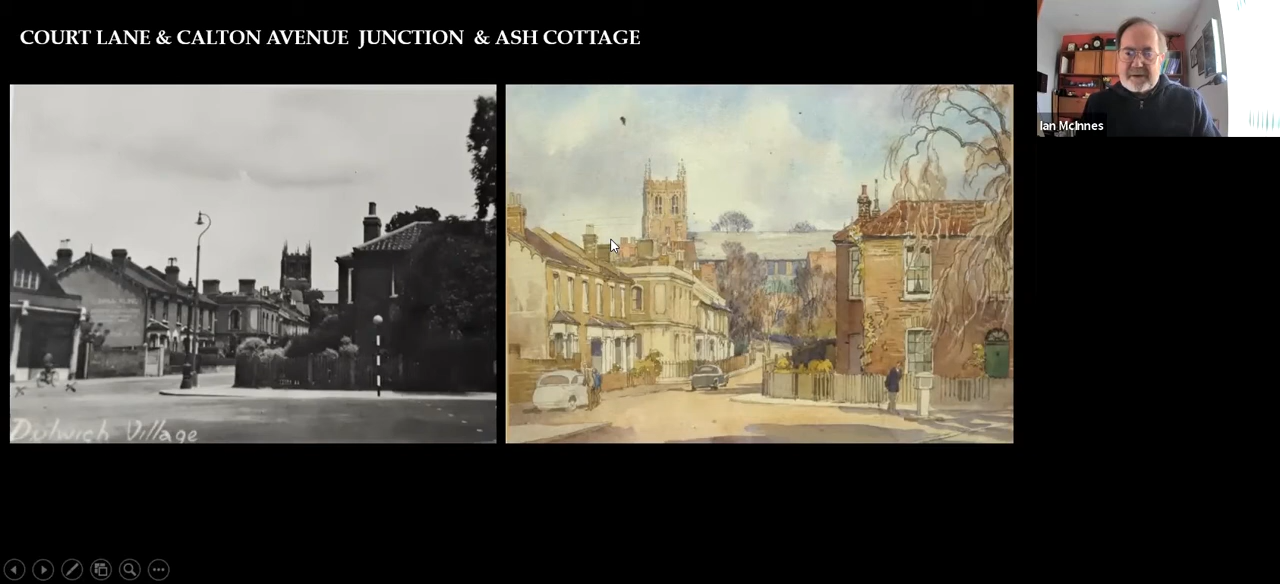 COURT LANE & CALTON AVENUE JUNCTION & ASH COTTAGE
Ian McInnes
Dulwich Village